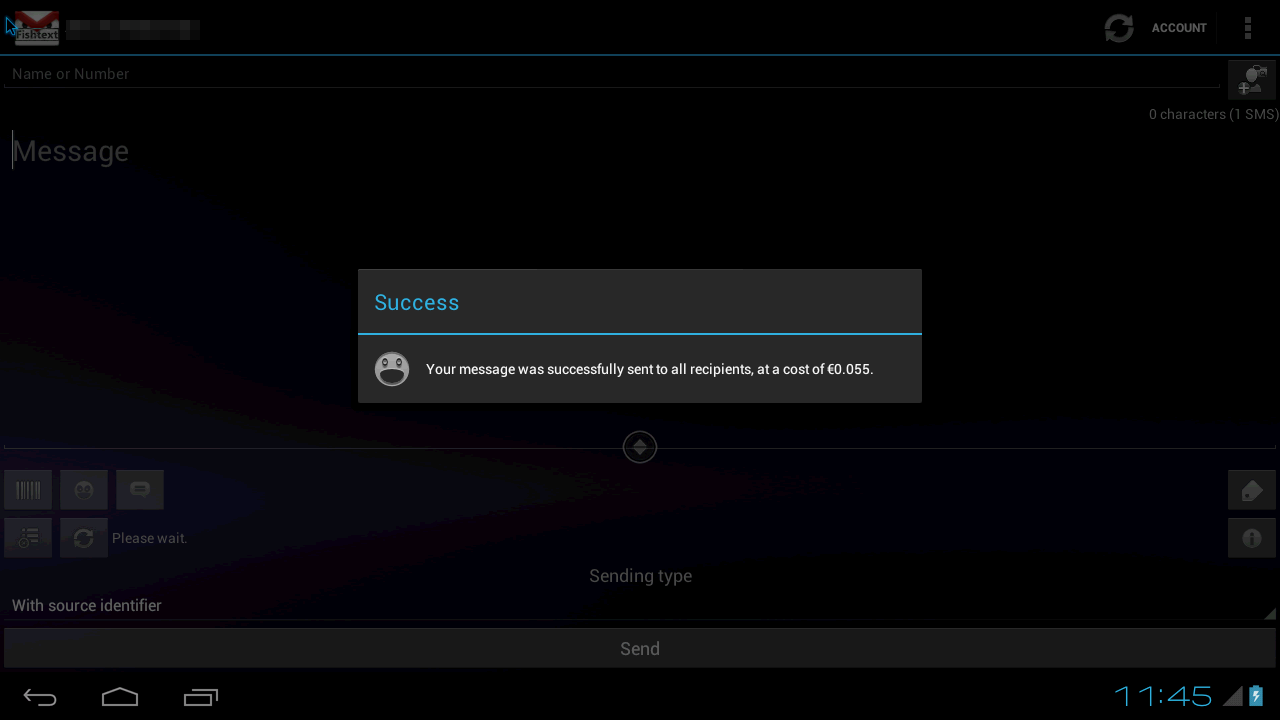 Fishtext
ACCOUNT
Name or Number
0 characters (1 SMS)
Message
Success
Your message was successfully sent to all recipients, at a cost of €0.055.
Please wait.
Sending type
With source identifier
Send
11:45